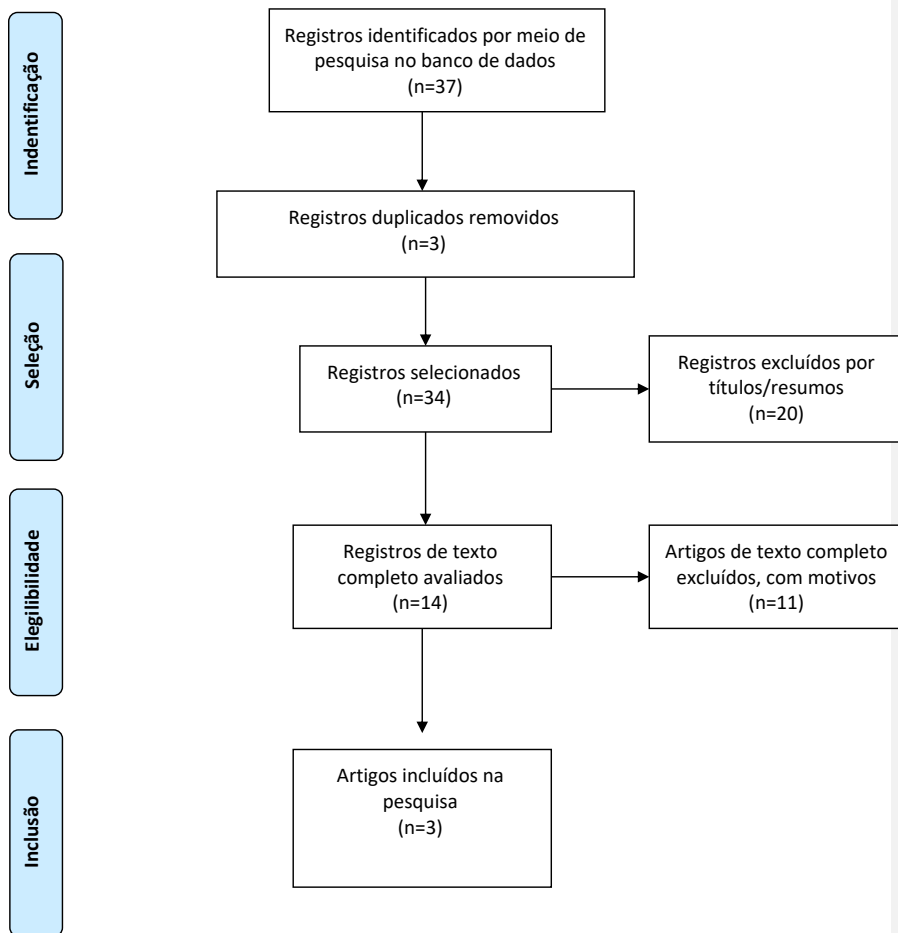 Indentificação
Registros identificados por meio de
pesquisa no banco de dados
(n=37)
Registros duplicados removidos
(n=3)
Seleção
Registros selecionados
(n=34)
Registros excluídos por
títulos/resumos
(n=20)
Elegilibilidade
Registros de texto
completo avaliados
(n=14)
Artigos de texto completo
excluídos, com motivos
(n=11)
Inclusão
Artigos incluídos na
pesquisa
(n=3)